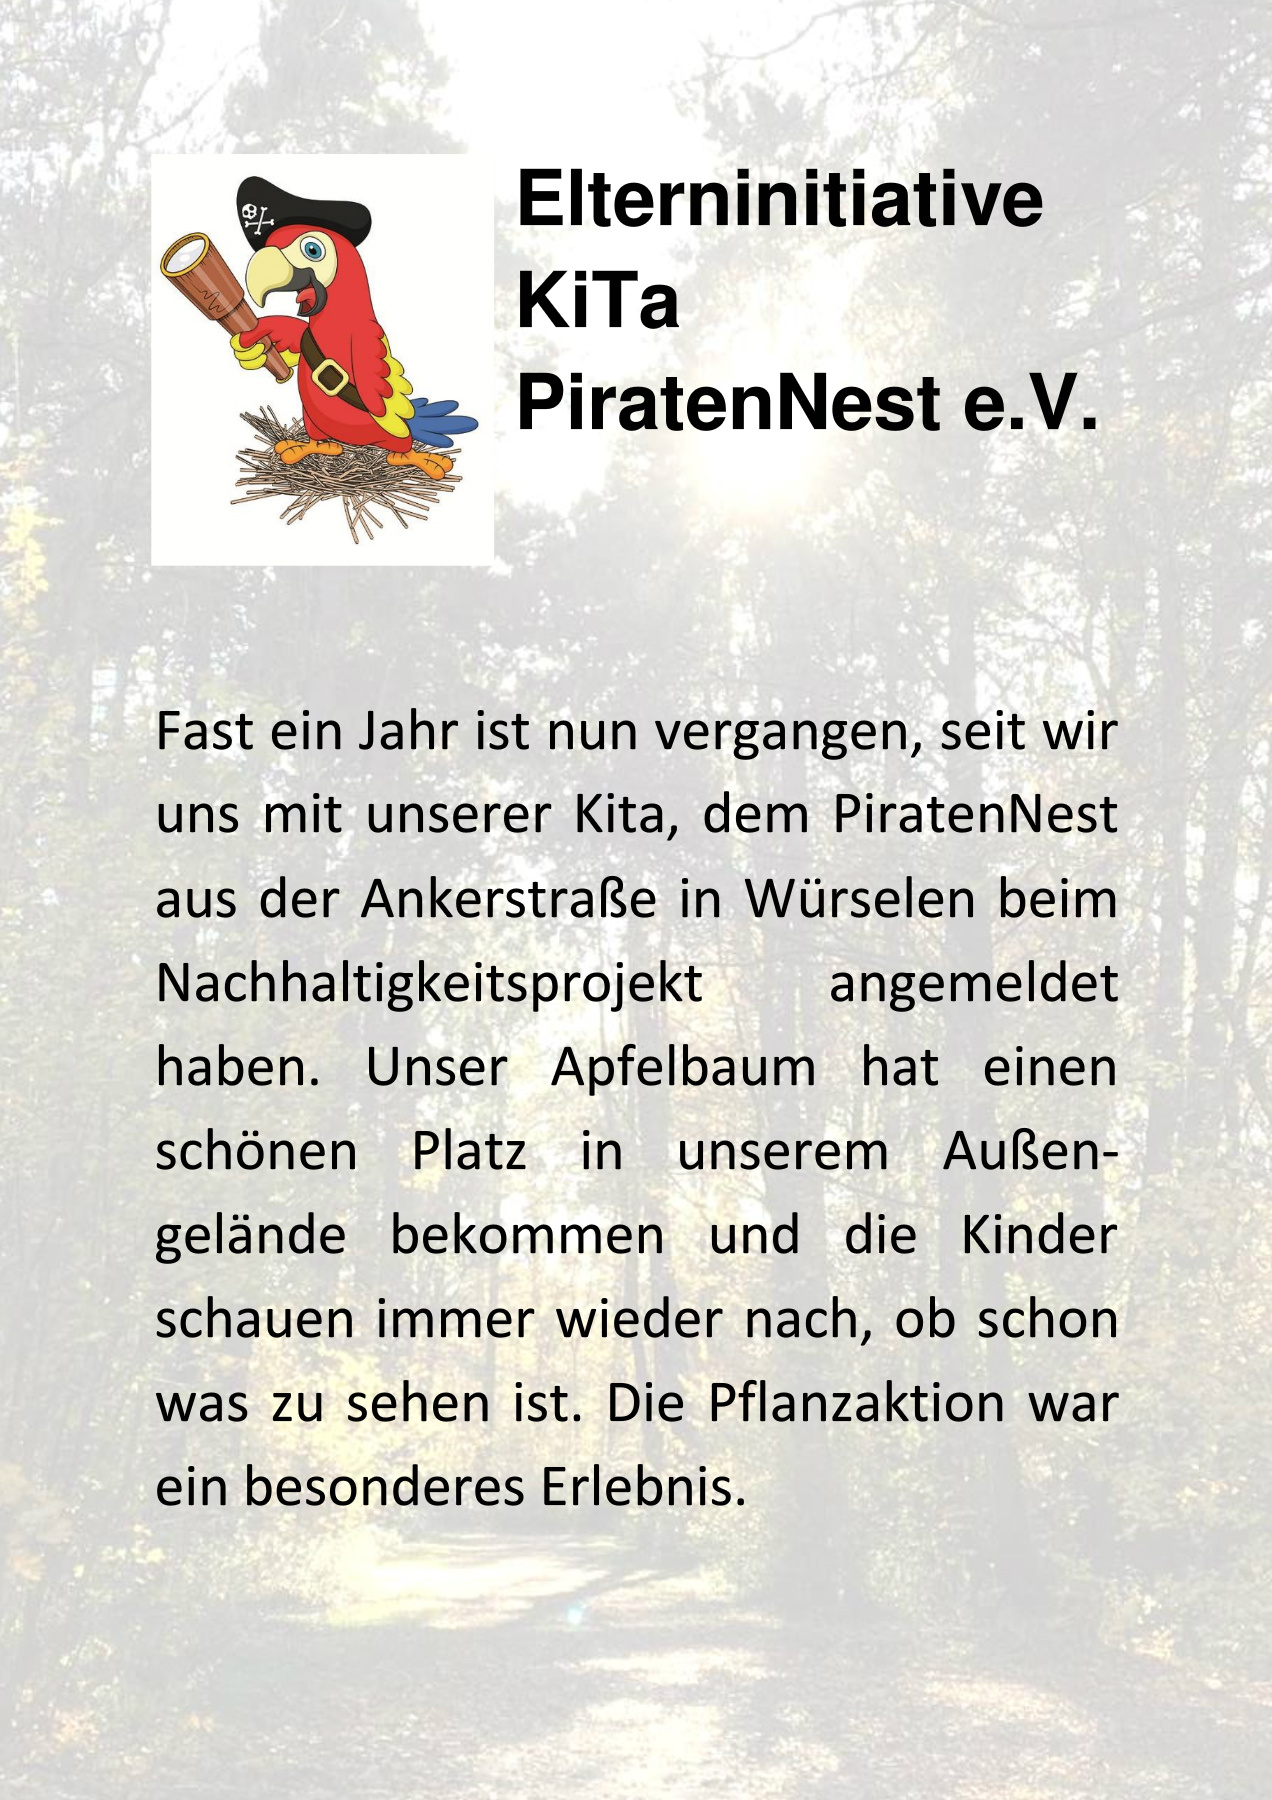 Elterninitiative
KiTa
PiratenNest e.V.
Fast ein Jahr ist nun vergangen, seit wir
uns mit unserer Kita, dem PiratenNest
aus der Ankerstraße in Würselen beim
Nachhaltigkeitsprojekt angemeldet
haben. Unser Apfelbaum hat einen
schönen Platz in unserem Außen-
gelände bekommen und die Kinder
schauen immer wieder nach, ob schon
was zu sehen ist. Die Pflanzaktion war
ein besonderes Erlebnis.